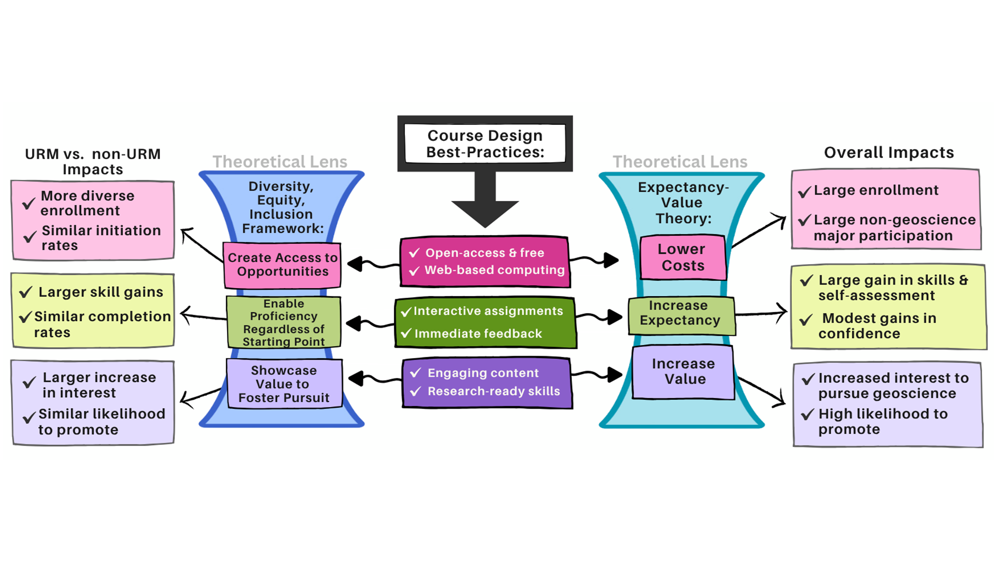 Course Design
Best-Practices:
URM vs. non-URM
Impacts
More diverse
enrollment
Similar initiation
rates
Larger skill gains
Similar completion
rates
Larger increase
in interest
Similar likelihood
to promote
Theoretical Lens
Diversity,
Equity,
Inclusion
Framework:
Create Access to
Opportunities
Enable
Proficiency
Regardless of
Starting Point
Showcase
Value to
Foster Pursuit
Open-access & free
Web-based computing
Interactive assignments
Immediate feedback
Engaging content
Research-ready skills
Theoretical Lens
Expectancy-
Value
Theory:
Lower
Costs
Increase
Expectancy
Increase
Value
Overall Impacts
Large enrollment
Large non-geoscience
major participation
Large gain in skills &
self-assessment
Modest gains in
confidence
Increased interest to
pursue geoscience
High likelihood to
promote